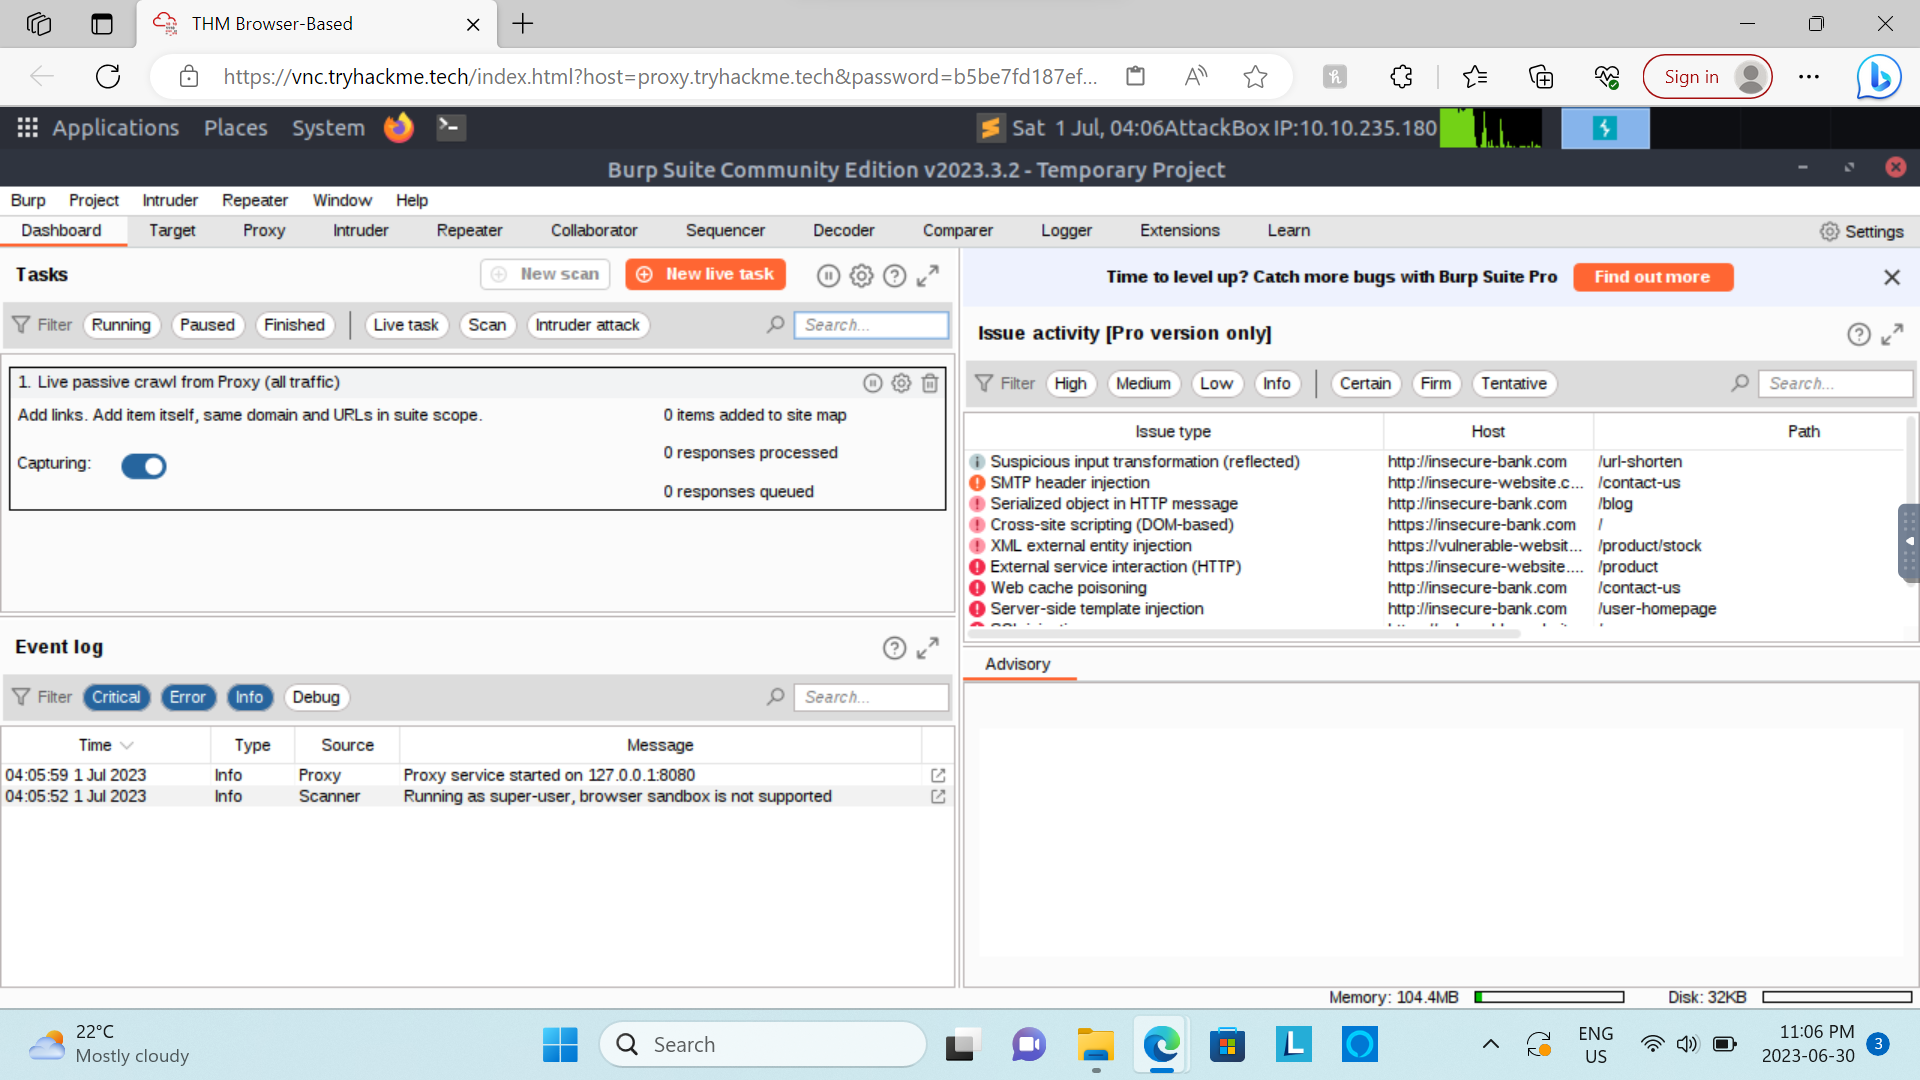 THM Browser-Based
https://vnc.tryhackme.tech/index.html?host=proxy.tryhackme.tech&password=b5be7fd187ef...
Sign in
Applications Places System
Sat 1 Jul, 04:06 AttackBox IP:10.10.235.180
Burp Suite Community Edition v2023.3.2 - Temporary Project
Burp Project Intruder Repeater Window Help
Dashboard Target Proxy Intruder Repeater Collaborator Sequencer Decoder Comparer Logger Extensions Learn Settings
Tasks New scan New live task
Filter Running Paused Finished Live task Scan Intruder attack Search...
1. Live passive crawl from Proxy (all traffic)
Add links. Add item itself, same domain and URLs in suite scope.
0 items added to site map
0 responses processed
Capturing:
0 responses queued
Event log
Filter Critical Error Info Debug Search...
Time Type Source Message
04:05:59 1 Jul 2023 Info Proxy Proxy service started on 127.0.0.1:8080
04:05:52 1 Jul 2023 Info Scanner Running as super-user, browser sandbox is not supported
Time to level up? Catch more bugs with Burp Suite Pro Find out more
Issue activity [Pro version only]
Filter High Medium Low Info Certain Firm Tentative Search...
Issue type Host Path
Suspicious input transformation (reflected) http://insecure-bank.com /url-shorten
SMTP header injection http://insecure-website.c... /contact-us
Serialized object in HTTP message http://insecure-bank.com /blog
Cross-site scripting (DOM-based) https://insecure-bank.com /
XML external entity injection https://vulnerable-websit... /product/stock
External service interaction (HTTP) https://insecure-website.... /product
Web cache poisoning http://insecure-bank.com /contact-us
Server-side template injection http://insecure-bank.com /user-homepage
Advisory
Memory: 104.4MB Disk: 32KB
22°C
Mostly cloudy
Search
ENG
US
11:06 PM
2023-06-30
3